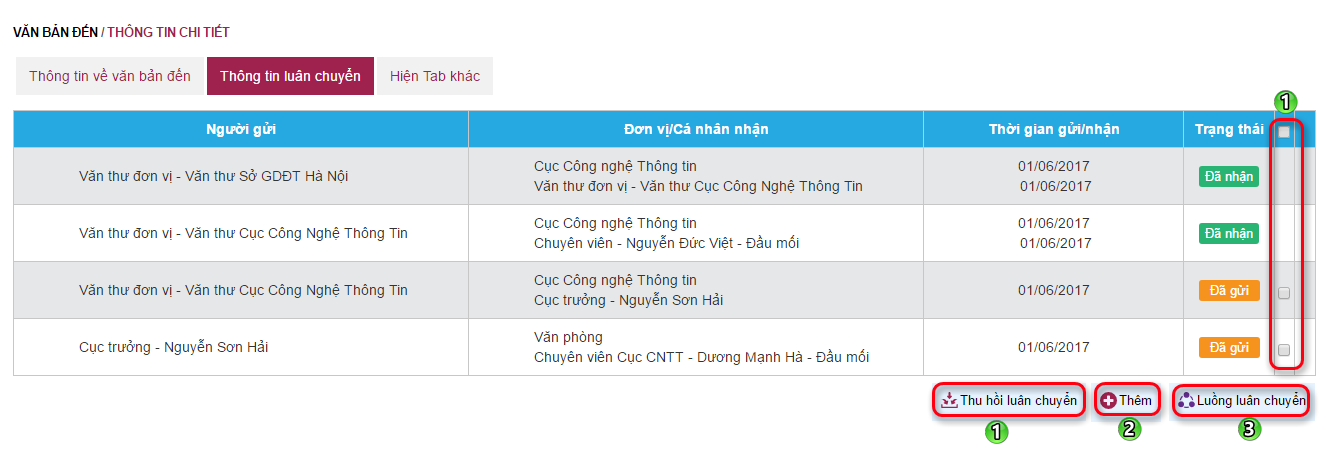 VĂN BẢN ĐẾN / THÔNG TIN CHI TIẾT
Thông tin về văn bản đến Thông tin luân chuyển Hiện Tab khác
1
Người gửi Đơn vị/Cá nhân nhận Thời gian gửi/nhận Trạng thái
Văn thư đơn vị - Văn thư Sở GDĐT Hà Nội
Cục Công nghệ Thông tin
Văn thư đơn vị - Văn thư Cục Công Nghệ Thông Tin
01/06/2017
01/06/2017
Đã nhận
Văn thư đơn vị - Văn thư Cục Công Nghệ Thông Tin
Cục Công nghệ Thông tin
Chuyên viên - Nguyễn Đức Việt - Đầu mối
01/06/2017
01/06/2017
Đã nhận
Văn thư đơn vị - Văn thư Cục Công Nghệ Thông Tin
Cục Công nghệ Thông tin
Cục trưởng - Nguyễn Sơn Hải
01/06/2017
Đã gửi
Cục trưởng - Nguyễn Sơn Hải
Văn phòng
Chuyên viên Cục CNTT - Dương Mạnh Hà - Đầu mối
01/06/2017
Đã gửi
Thu hồi luân chuyển Thêm Luồng luân chuyển
1 2 3